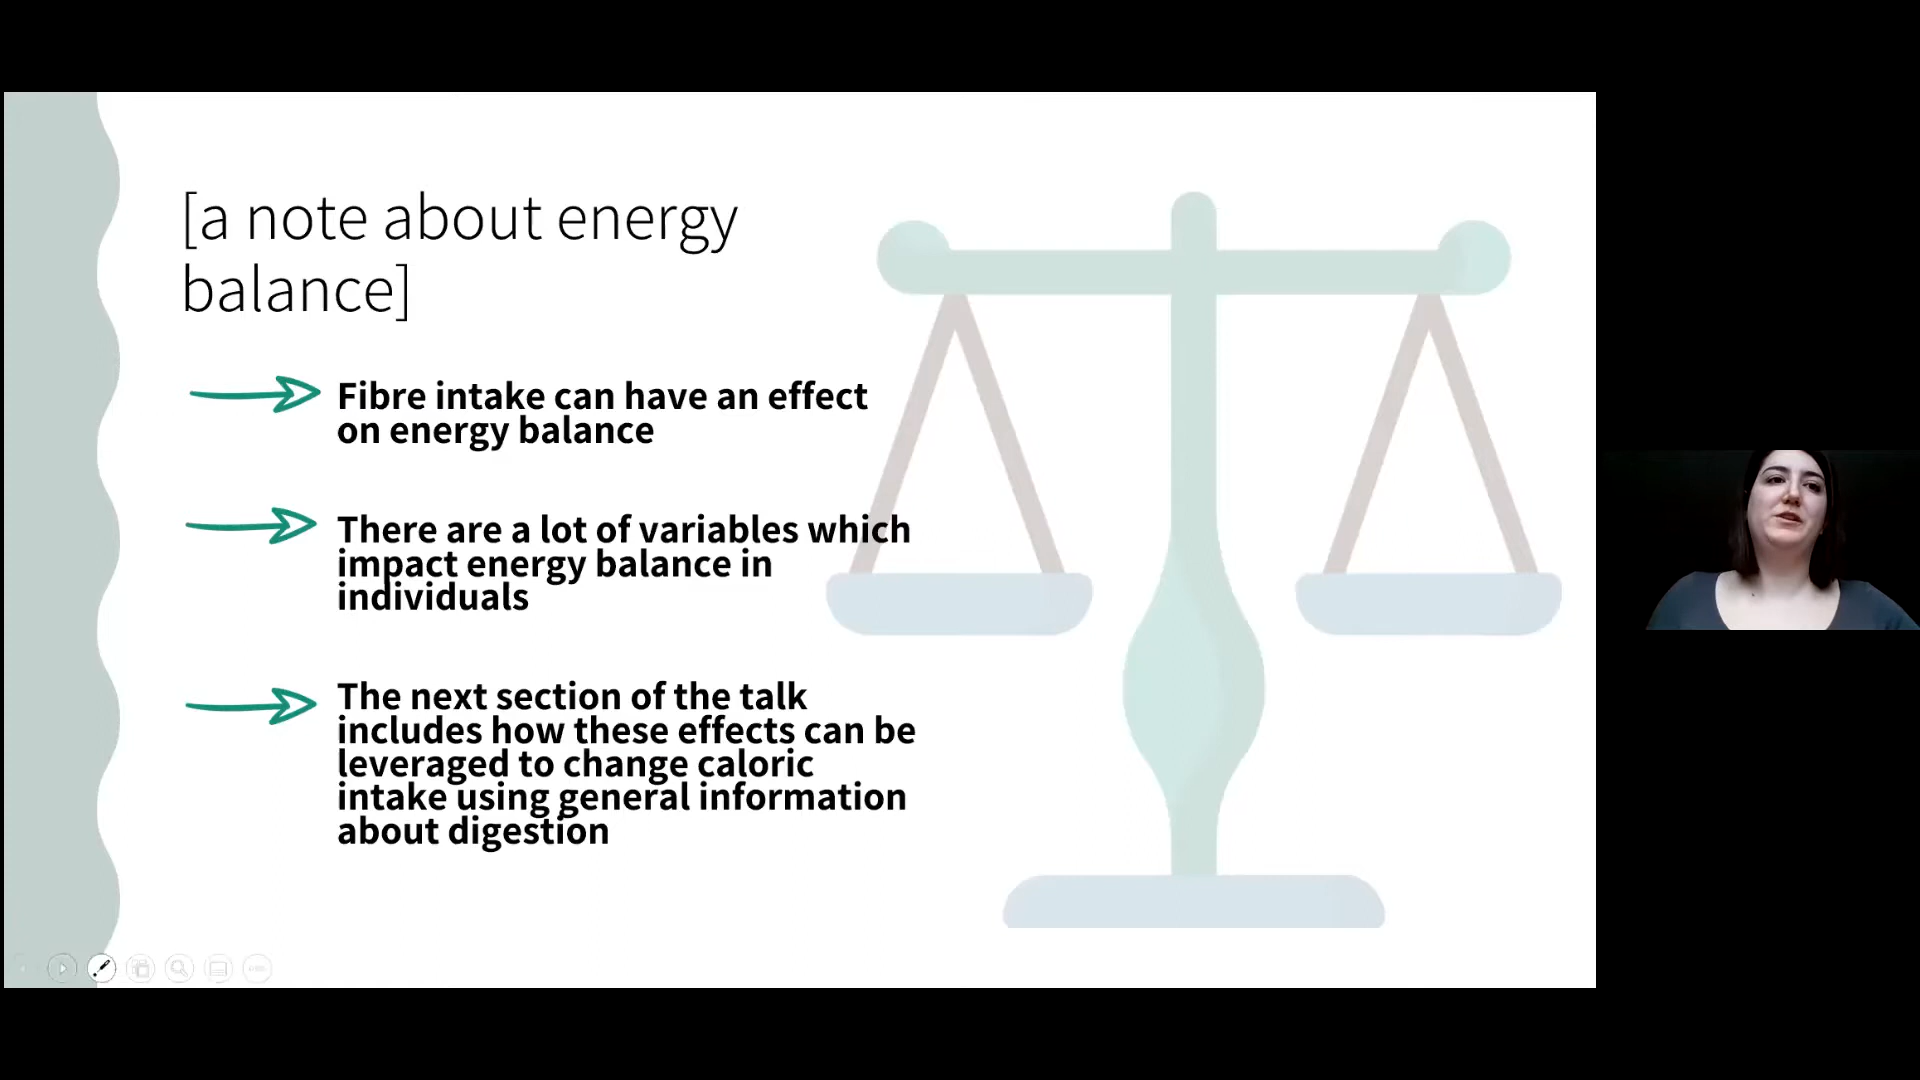 [a note about energy
balance]
Fibre intake can have an effect
on energy balance
There are a lot of variables which
impact energy balance in
individuals
The next section of the talk
includes how these effects can be
leveraged to change caloric
intake using general information
about digestion